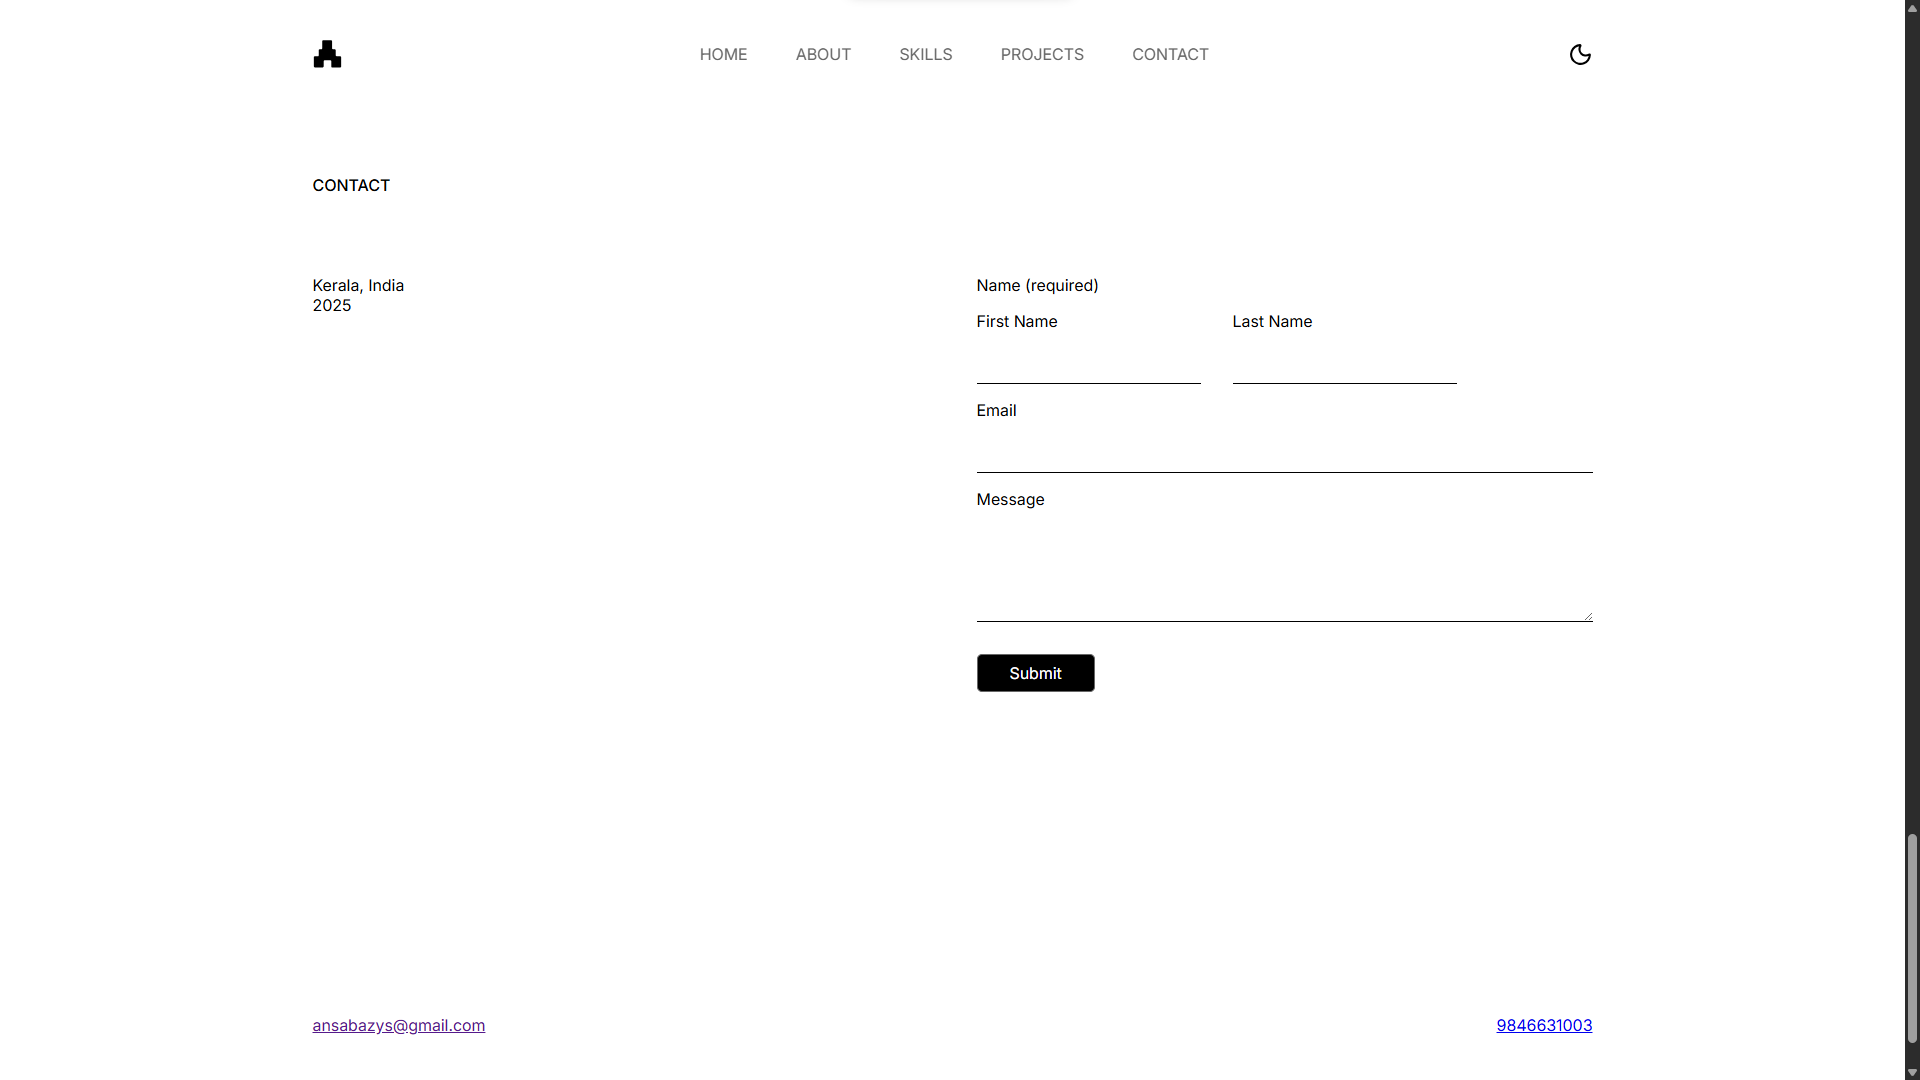 HOME ABOUT SKILLS PROJECTS CONTACT
CONTACT
Kerala, India
2025
Name (required)
First Name Last Name
Email
Message
Submit
ansabazys@gmail.com 9846631003